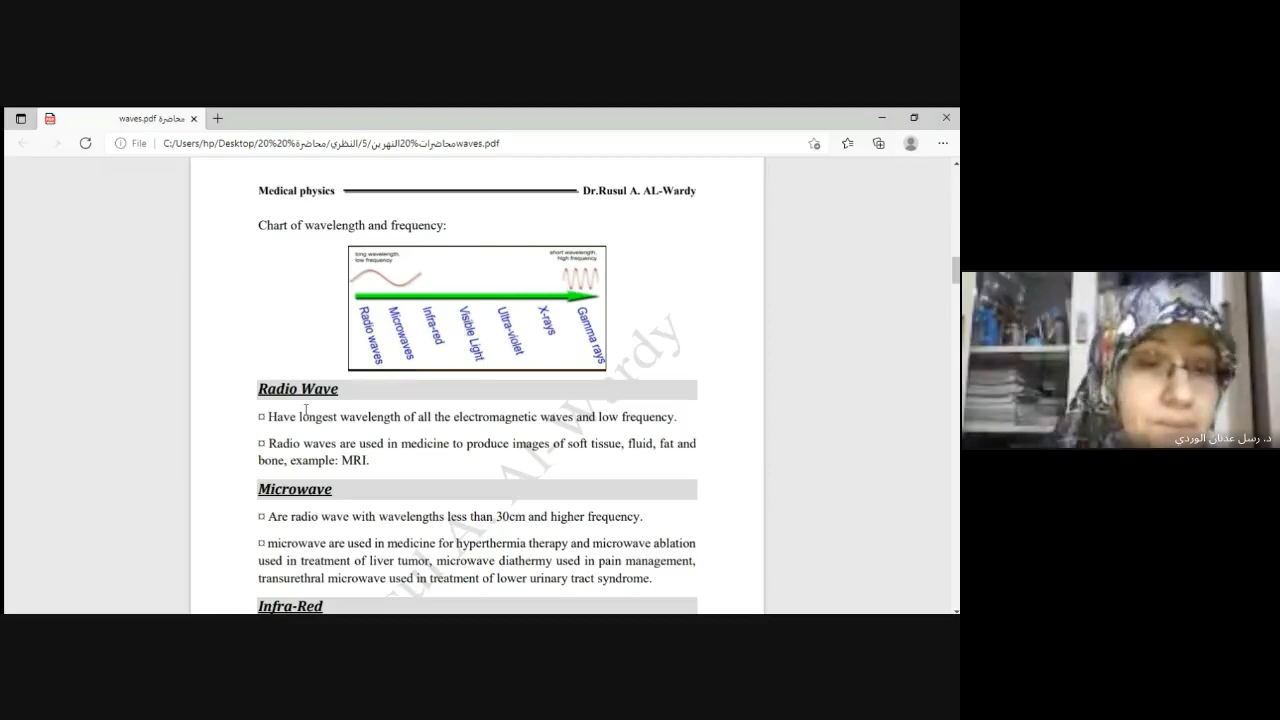 محاضرة waves.pdf
File
C:/Users/hp/Desktop/20%20%محاضرات%20النهرين/5/النظري/محاضرةwaves.pdf
Medical physics
Dr.Rusul A. AL-Wardy
Chart of wavelength and frequency:
long wavelength, low frequency
short wavelength, high frequency
Radio waves
Microwaves
Infra-red
Visible Light
Ultra-violet
X-rays
Gamma rays
Radio Wave
¤ Have longest wavelength of all the electromagnetic waves and low frequency.
¤ Radio waves are used in medicine to produce images of soft tissue, fluid, fat and
bone, example: MRI.
Microwave
¤ Are radio wave with wavelengths less than 30cm and higher frequency.
¤ microwave are used in medicine for hyperthermia therapy and microwave ablation
used in treatment of liver tumor, microwave diathermy used in pain management,
transurethral microwave used in treatment of lower urinary tract syndrome.
Infra-Red
sul A. Al-Wardy
د. رسل عدنان الوردي